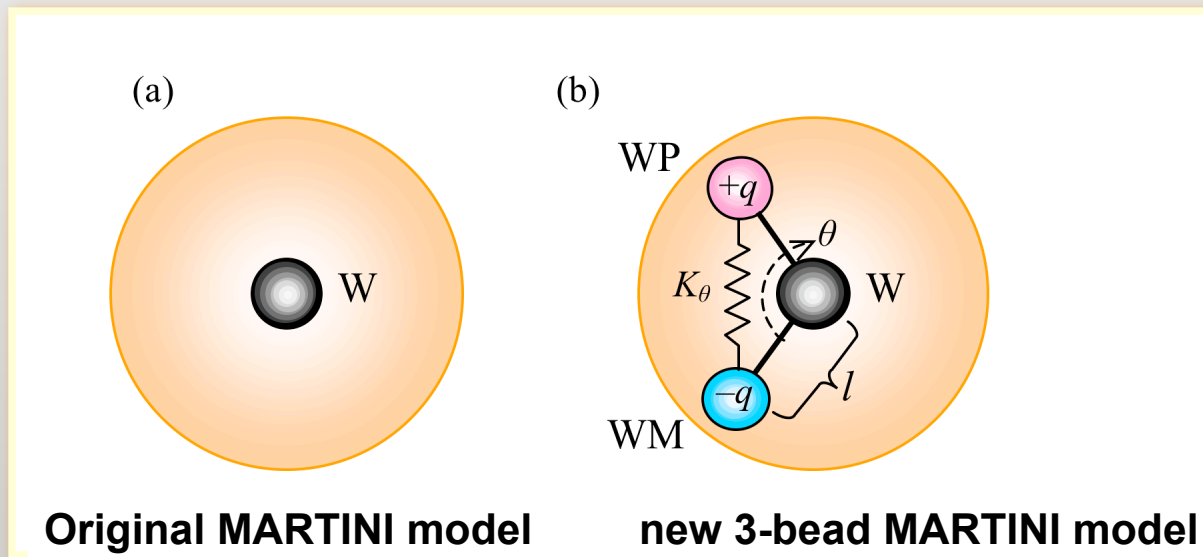 (a)
W
Original MARTINI model
(b)
WP
+q
θ
Kθ
W
−q
l
WM
new 3-bead MARTINI model